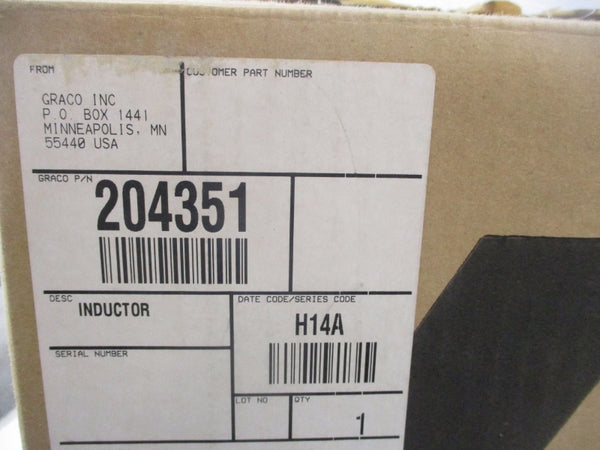 FROM
CUSTOMER PART NUMBER
GRACO INC
P.O. BOX 1441
MINNEAPOLIS, MN
55440 USA
GRACO P/N
204351
DESC
INDUCTOR
DATE CODE/SERIES CODE
H14A
SERIAL NUMBER
LOT NO
QTY
1